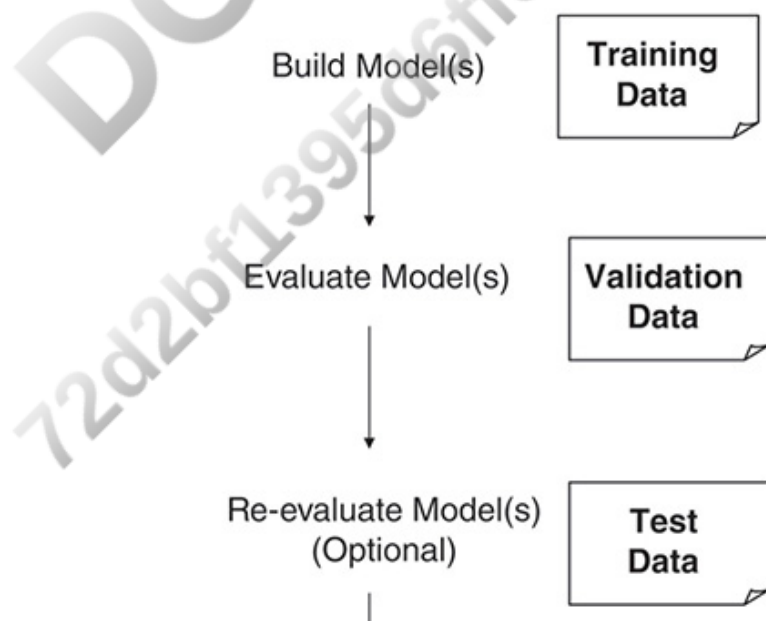 Build Model(s)
Training
Data
Evaluate Model(s)
Validation
Data
Re-evaluate Model(s)
(Optional)
Test
Data